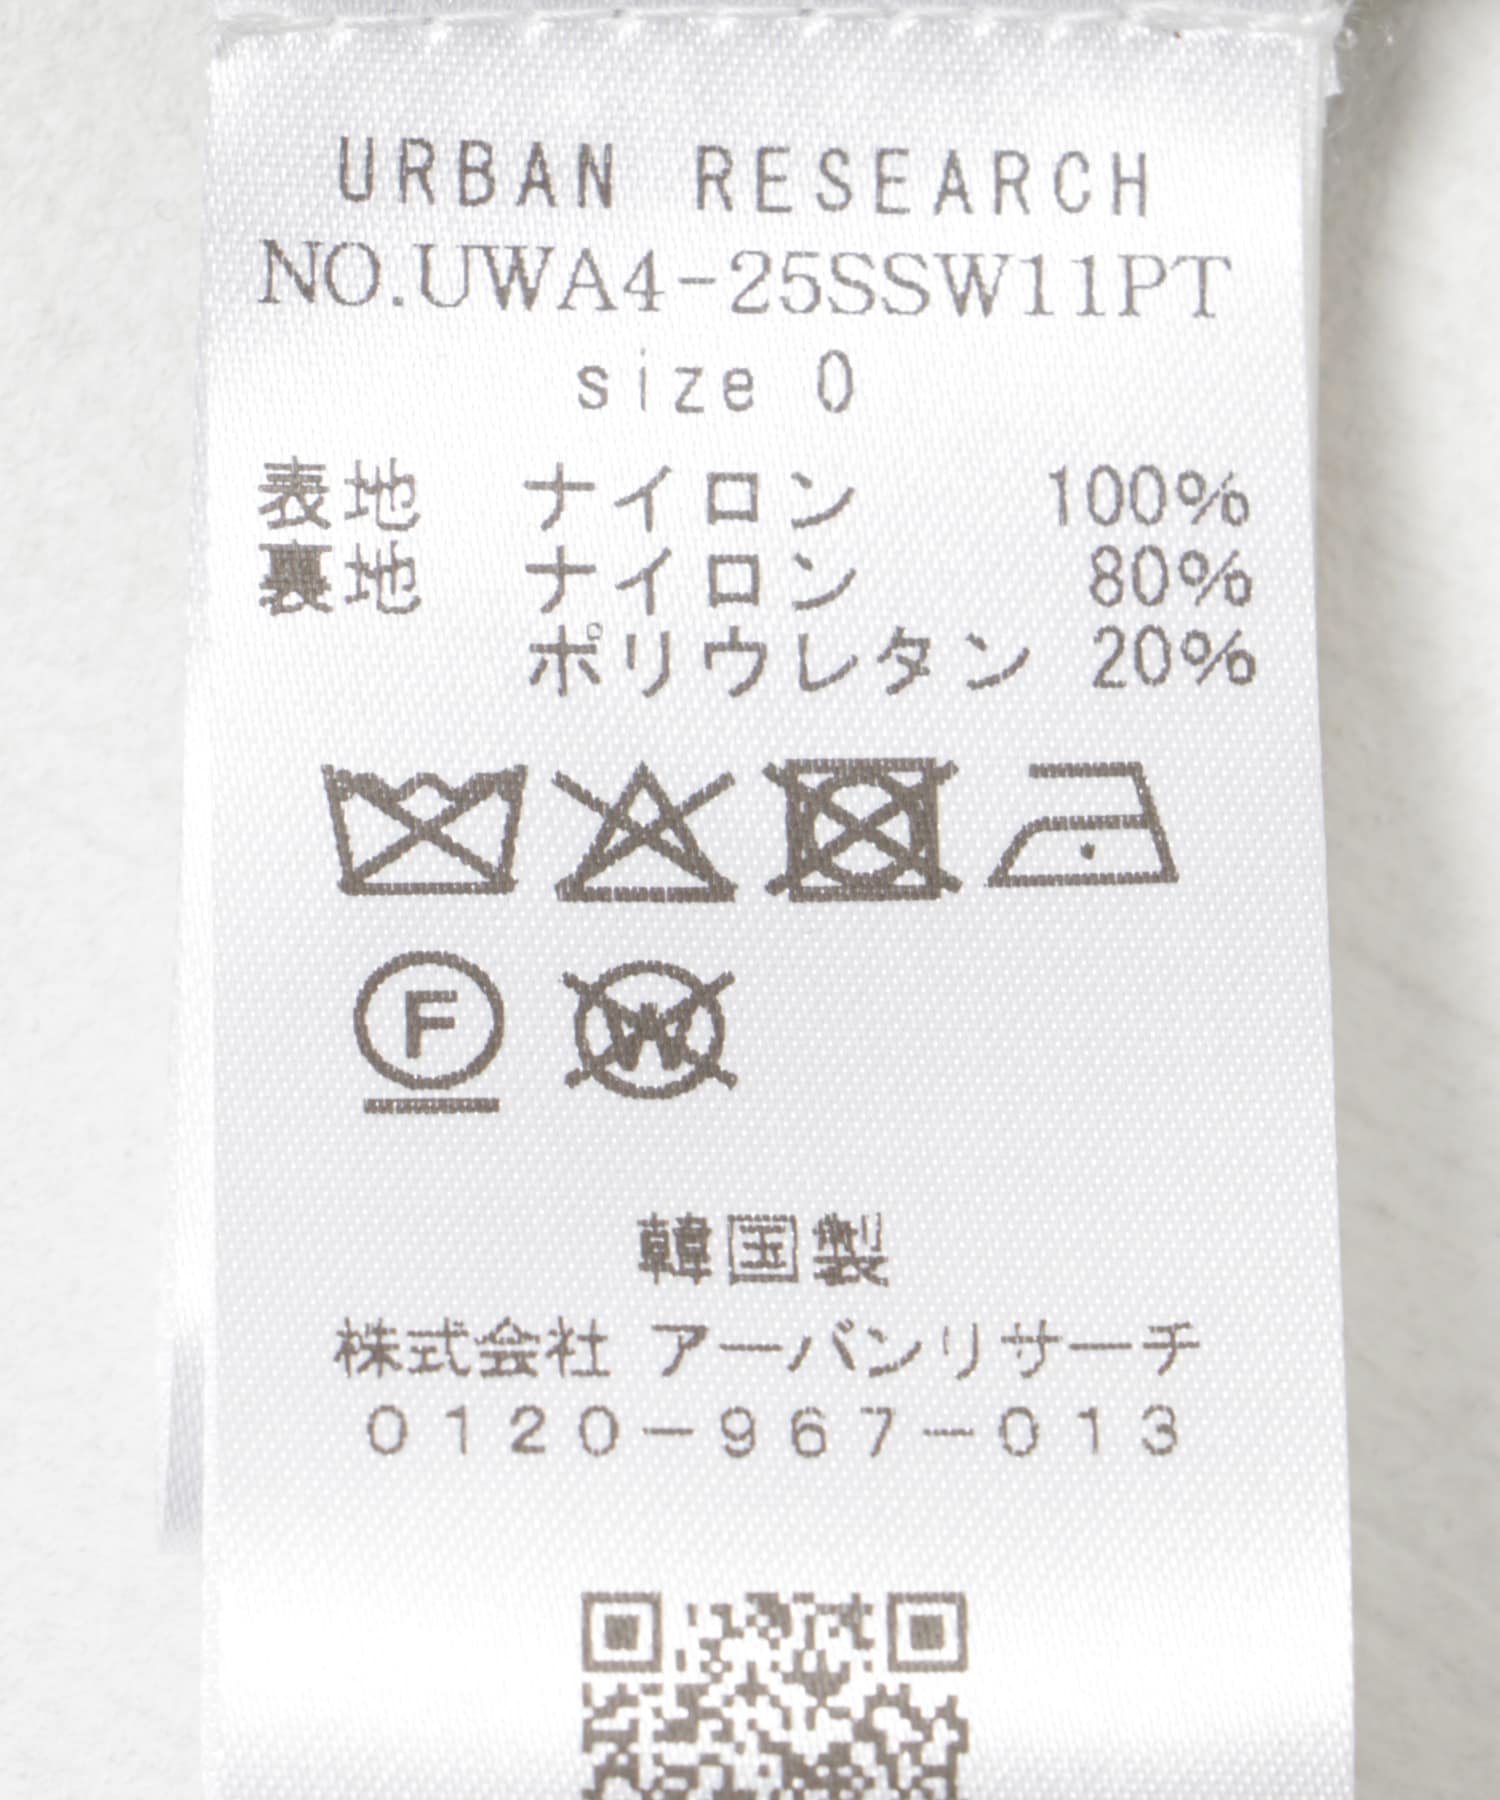 URBAN RESEARCH
NO.UWA4-25SSW11PT
size 0
表地 ナイロン 100%
裏地 ナイロン 80%
ポリウレタン 20%
F W
韓国製
株式会社 アーバンリサーチ
0120-967-013